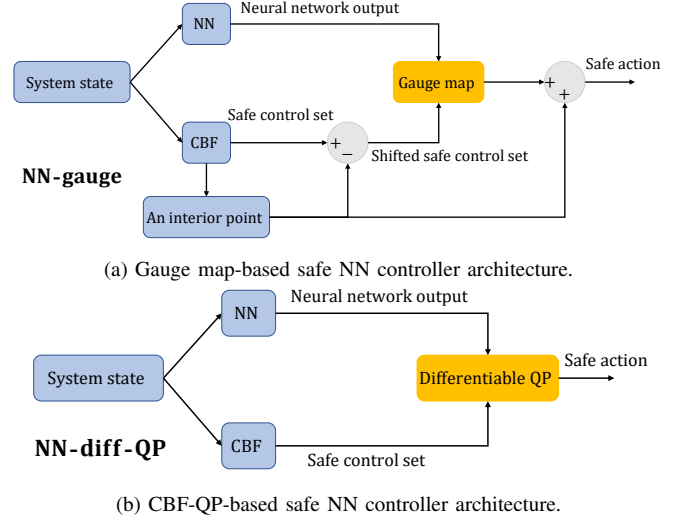 NN
Neural network output
System state
Gauge map
+
+
Safe action
Safe control set
CBF
+
−
Shifted safe control set
NN-gauge
An interior point
(a) Gauge map-based safe NN controller architecture.
NN
Neural network output
System state
Differentiable QP
Safe action
NN-diff-QP
CBF
Safe control set
(b) CBF-QP-based safe NN controller architecture.